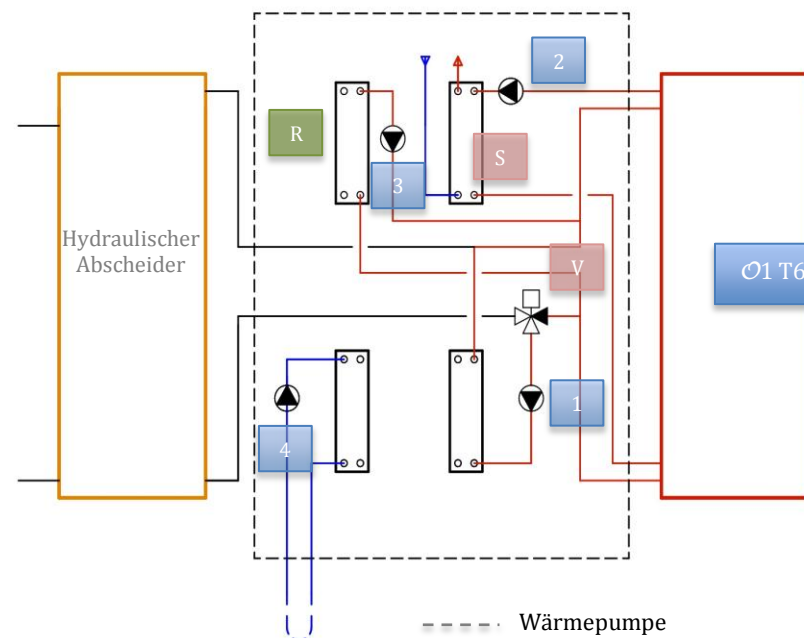 2
R
S
3
Hydraulischer
Abscheider
V
O1 T6
1
4
Wärmepumpe